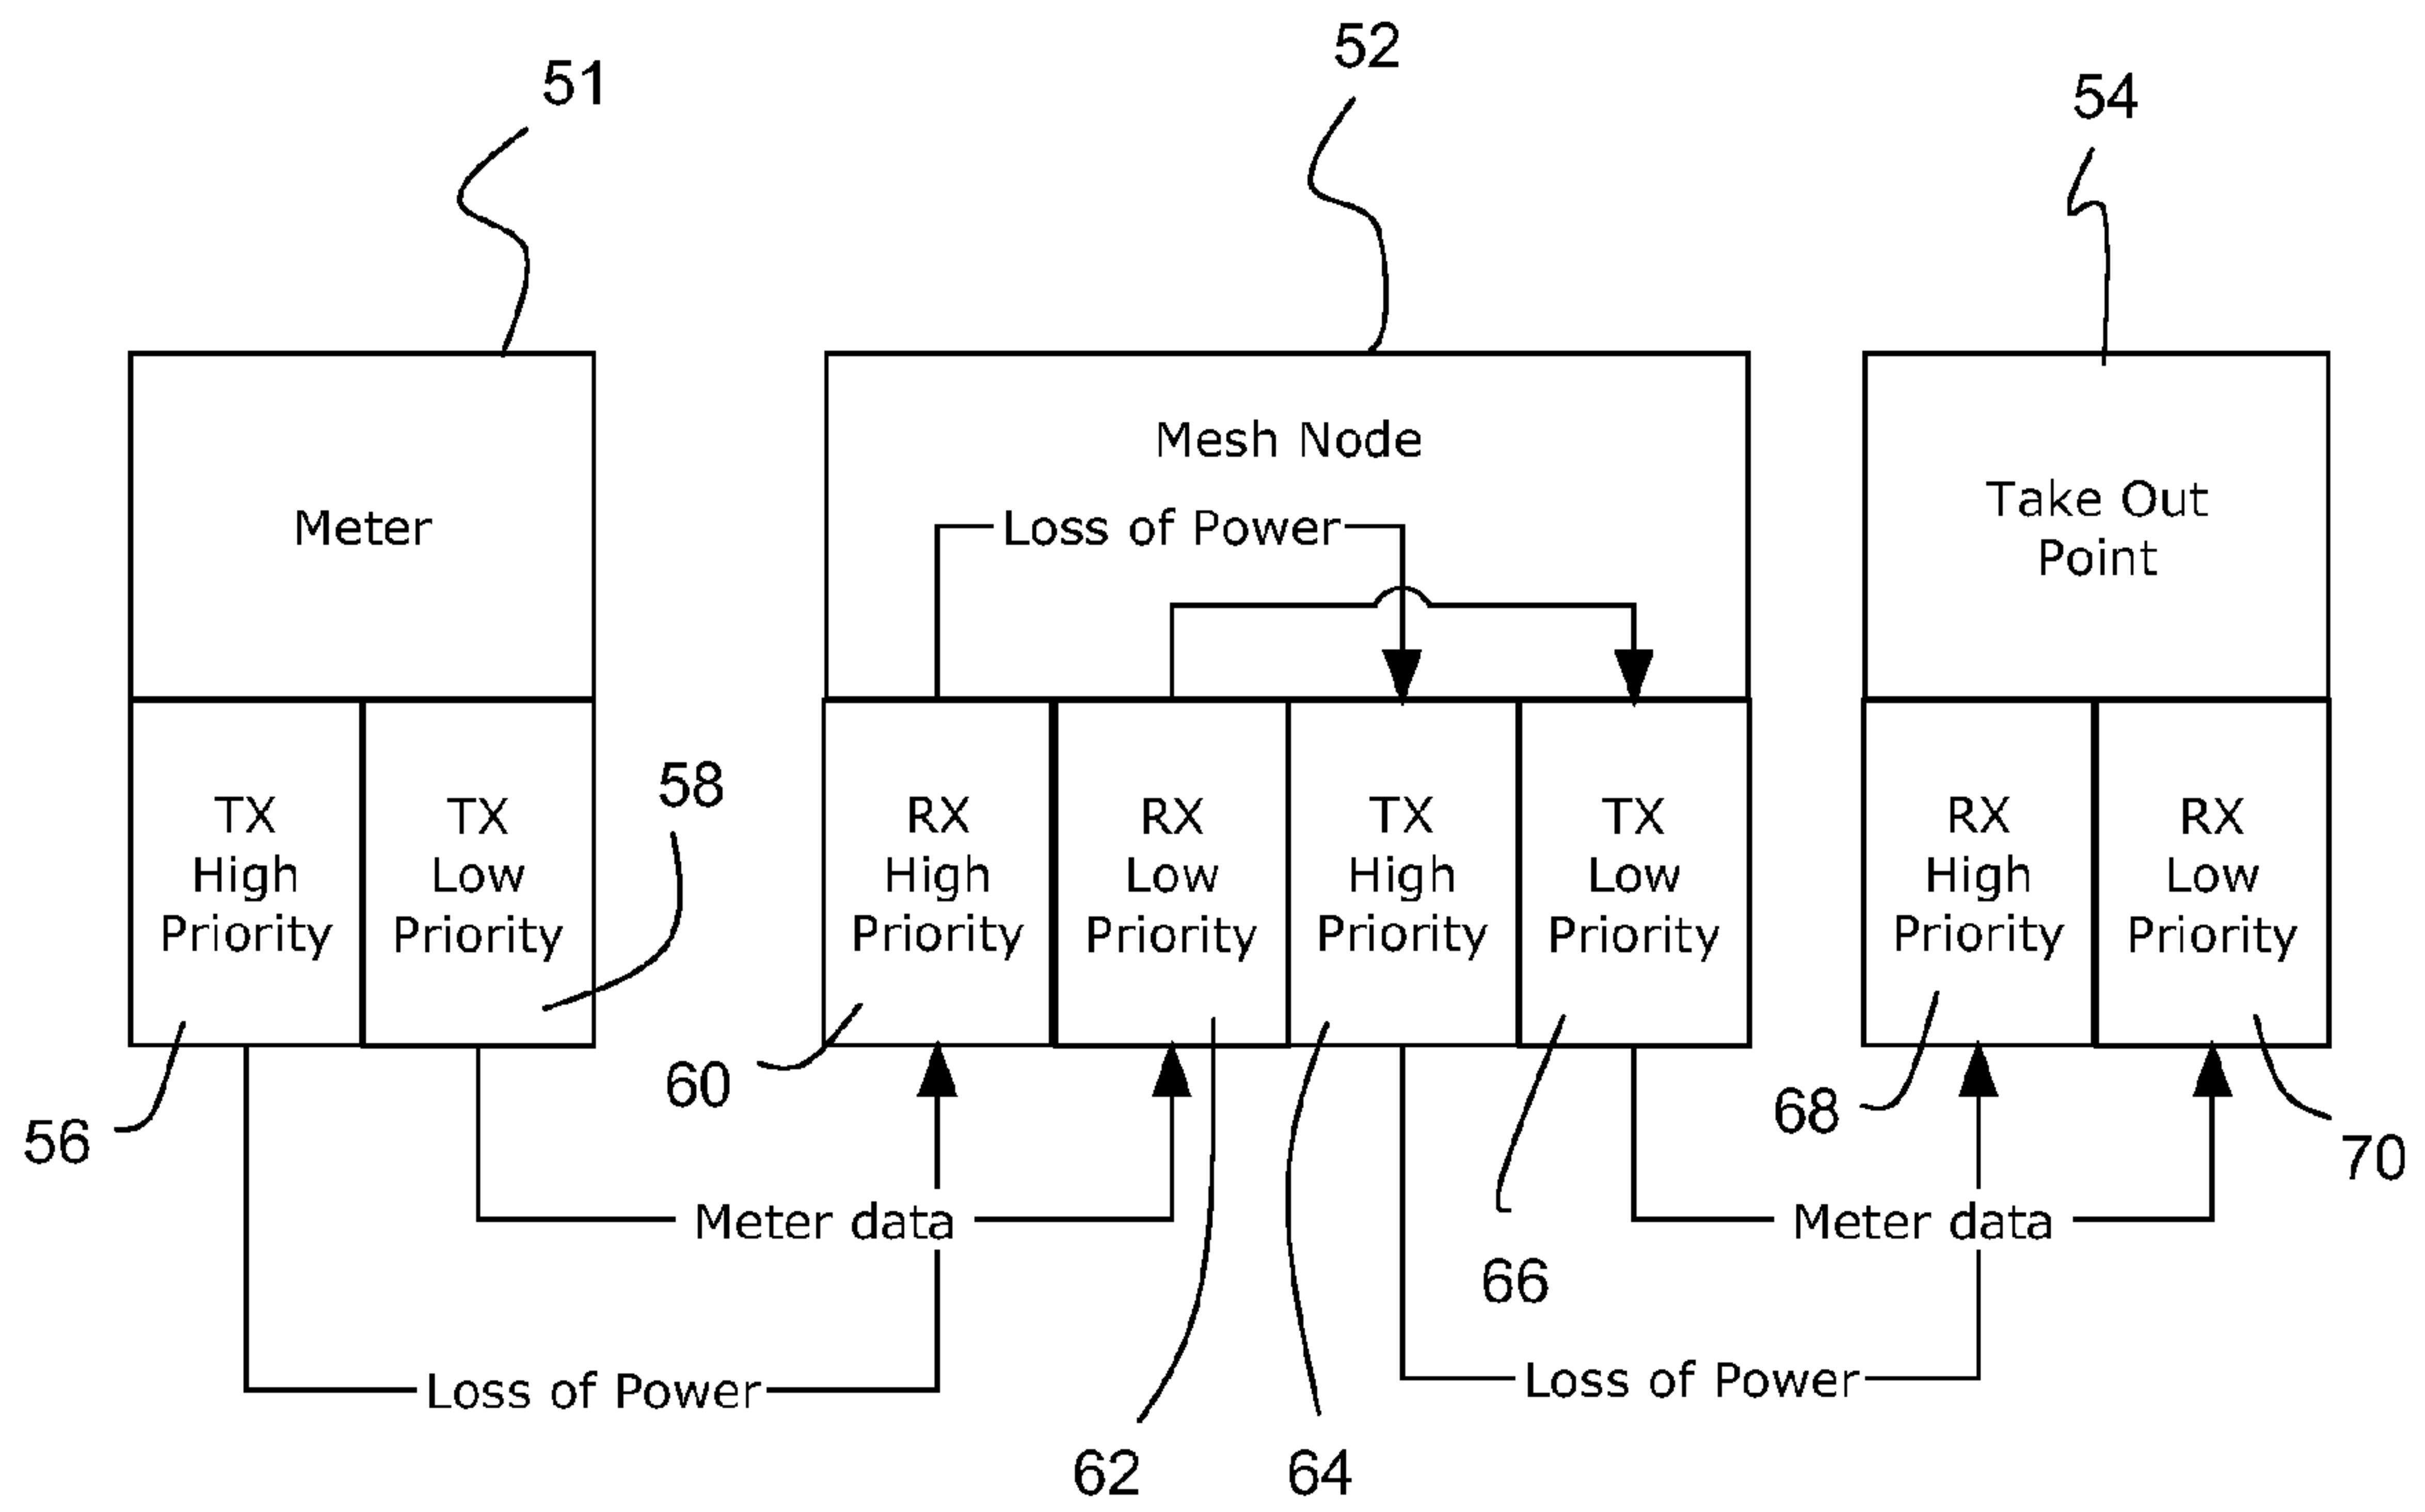 52
51
54
Mesh Node
Meter
Loss of Power
Take Out
Point
58
TX
High
Priority
TX
Low
Priority
RX
High
Priority
RX
Low
Priority
TX
High
Priority
TX
Low
Priority
RX
High
Priority
RX
Low
Priority
56
60
68
70
Meter data
Meter data
66
Loss of Power
Loss of Power
62
64